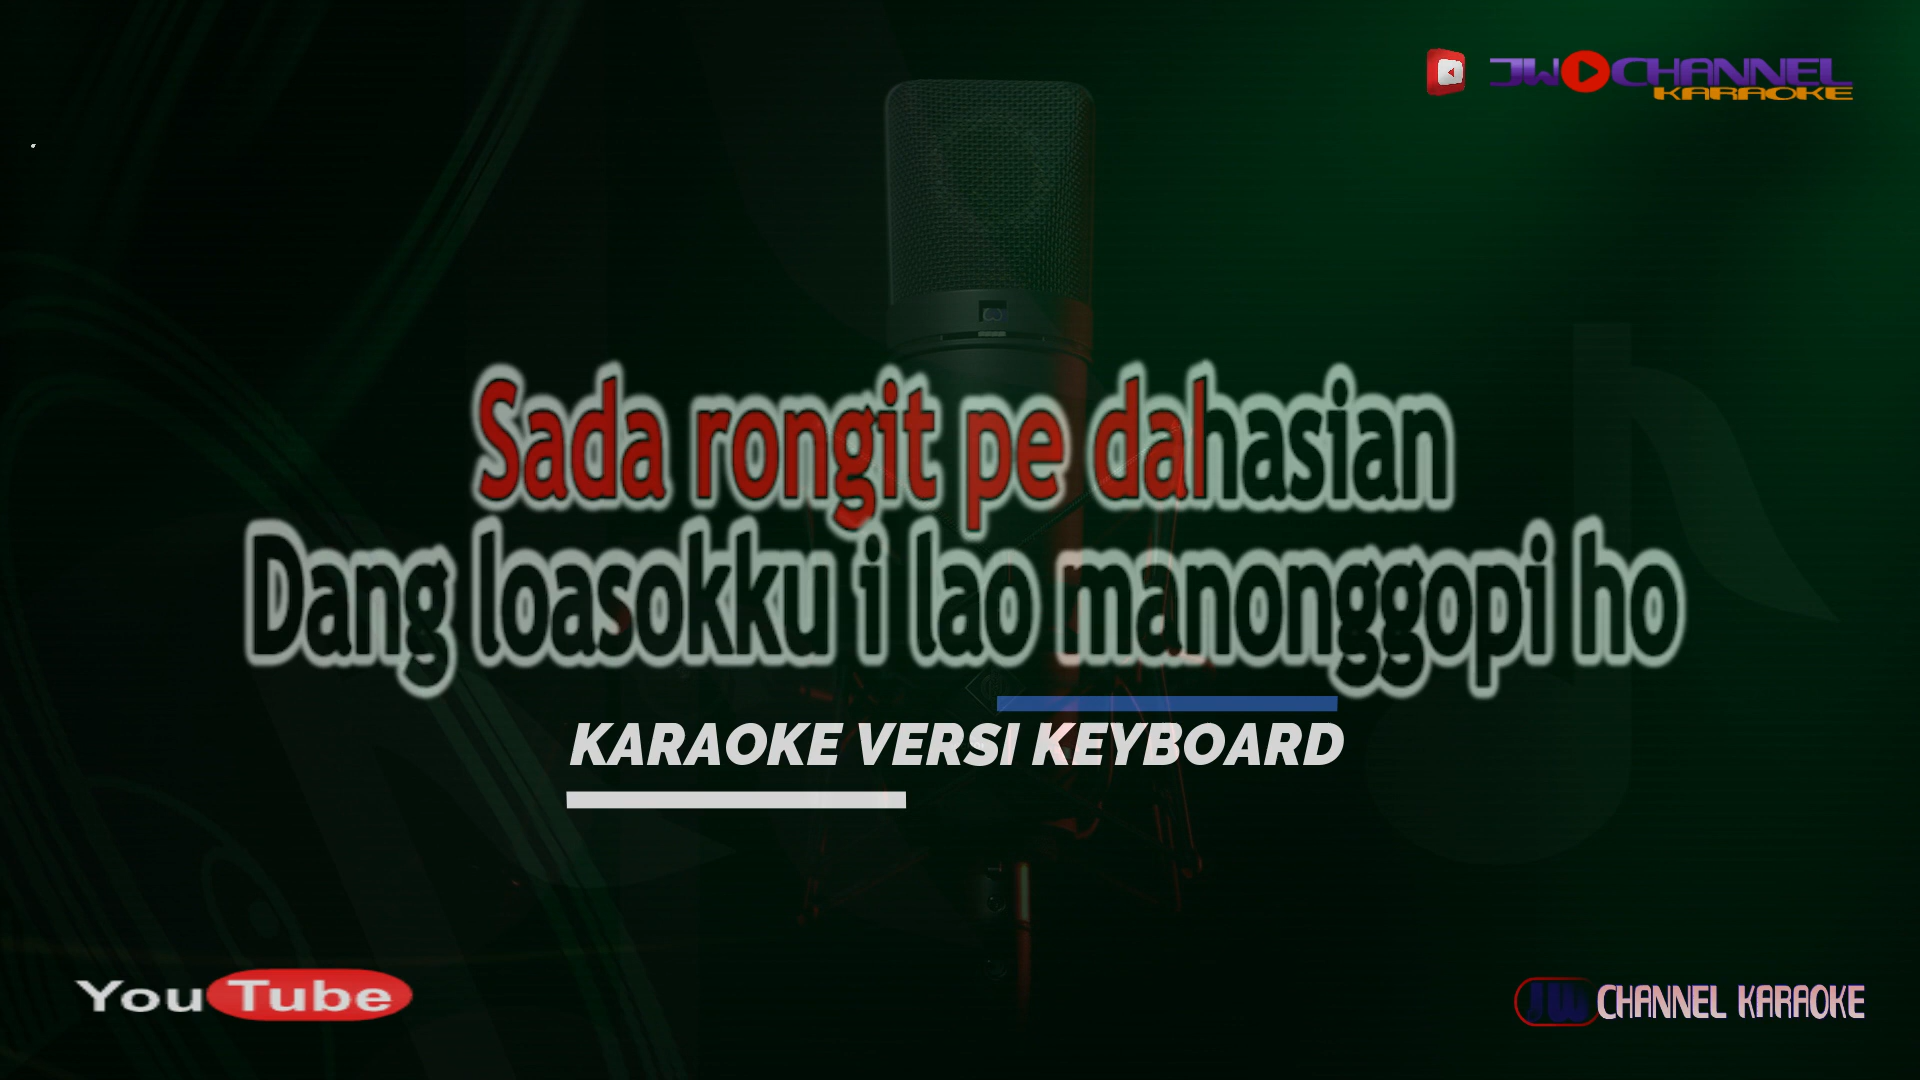 JW CHANNEL
KARAOKE
Sada rongit pe dahasian
Dang loasokku i lao manonggopi ho
KARAOKE VERSI KEYBOARD
YouTube
JW CHANNEL KARAOKE